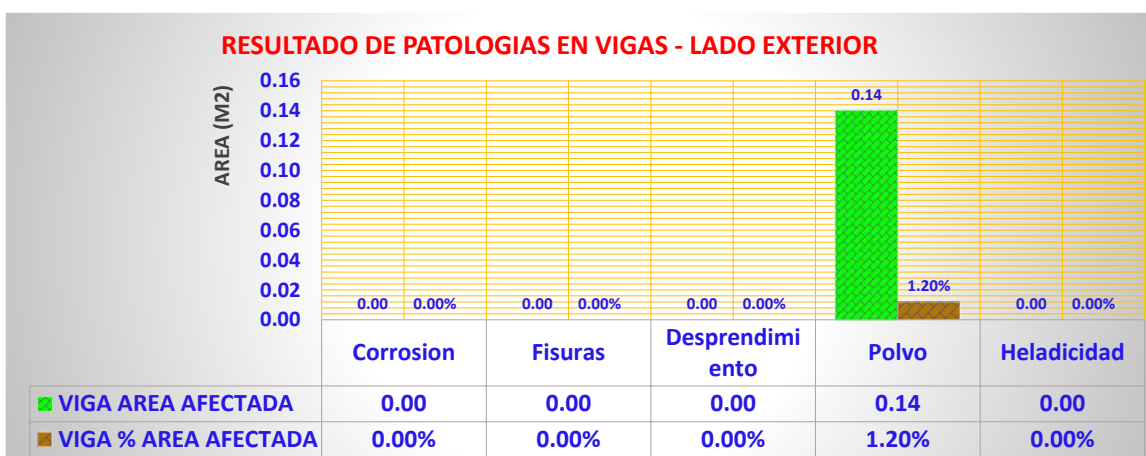 RESULTADO DE PATOLOGIAS EN VIGAS - LADO EXTERIOR
AREA (M2)
0.16
0.14
0.12
0.10
0.08
0.06
0.04
0.02
0.00
0.00 0.00% 0.00 0.00% 0.00 0.00% 0.14 1.20% 0.00 0.00%
Corrosion Fisuras Desprendimi Polvo Heladicidad
ento
VIGA AREA AFECTADA 0.00 0.00 0.00 0.14 0.00
VIGA % AREA AFECTADA 0.00% 0.00% 0.00% 1.20% 0.00%